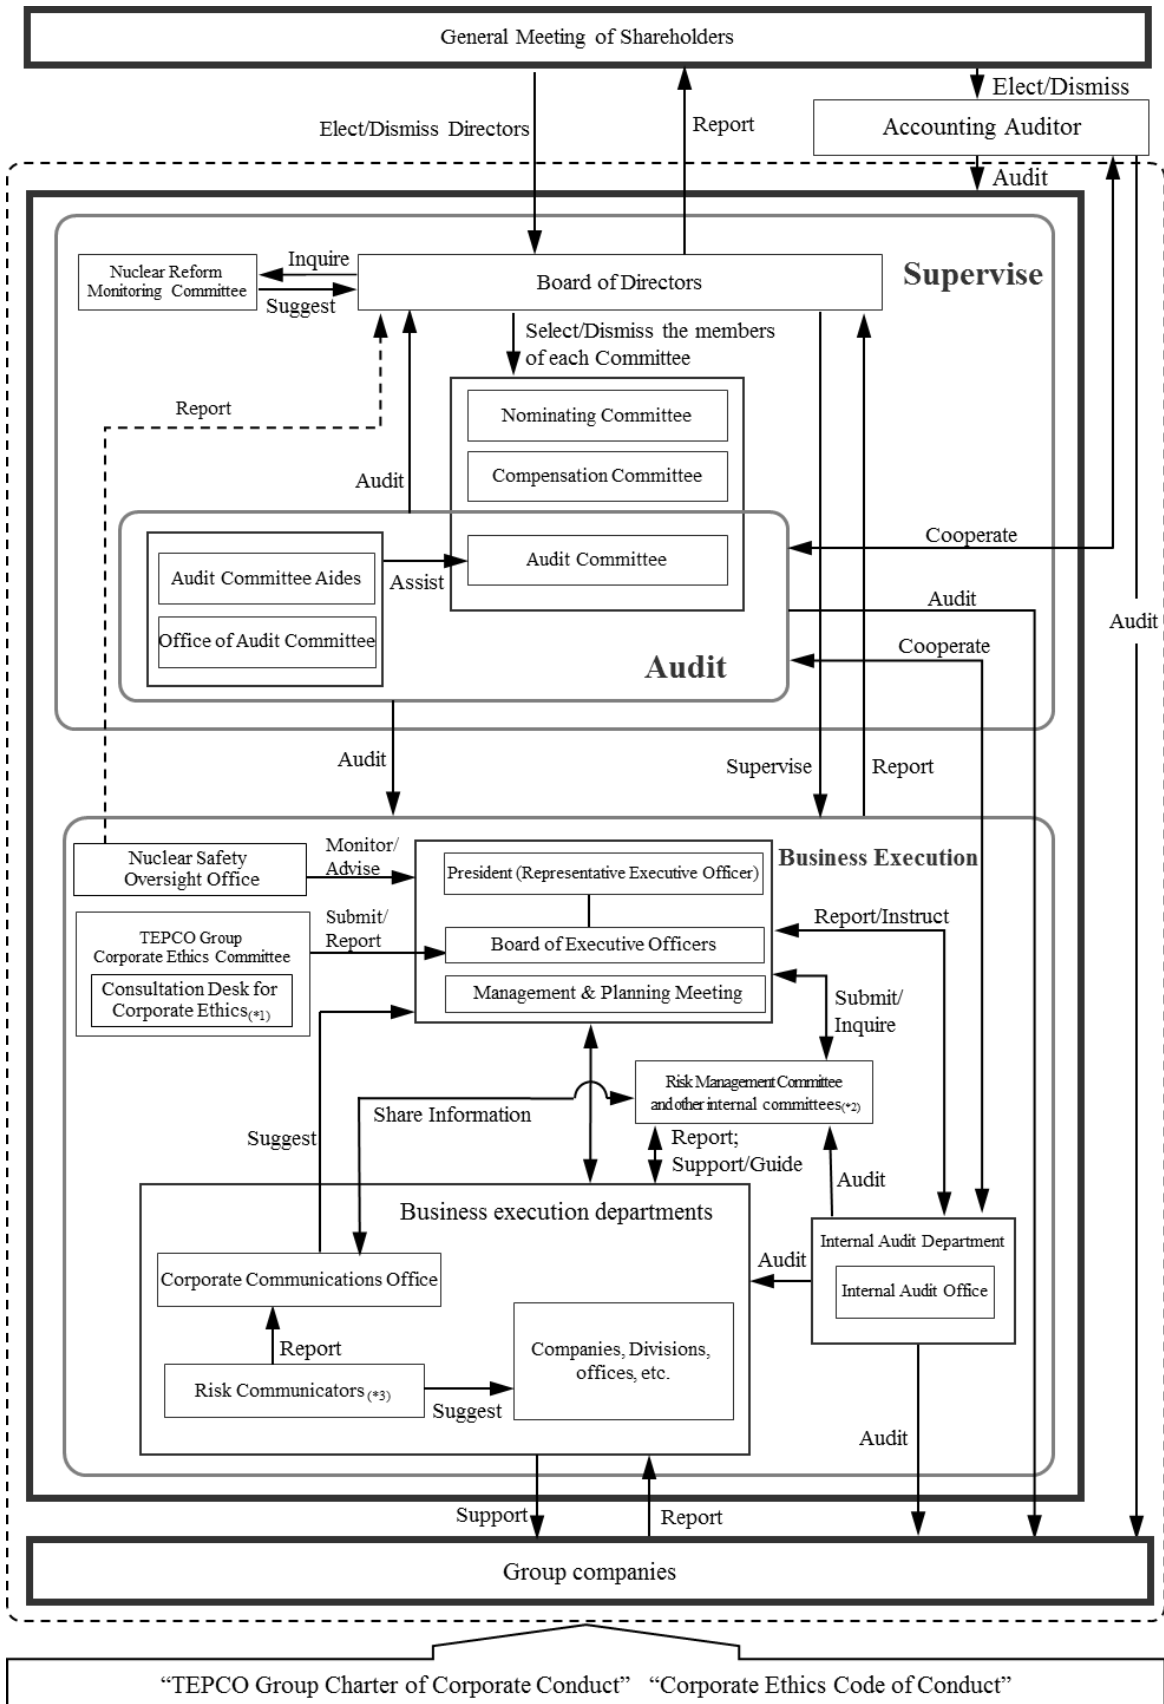 General Meeting of Shareholders
Elect/Dismiss Directors
Report
Elect/Dismiss
Accounting Auditor
Audit
Supervise
Nuclear Reform
Monitoring Committee
Inquire
Suggest
Board of Directors
Select/Dismiss the members
of each Committee
Report
Audit
Nominating Committee
Compensation Committee
Audit Committee
Audit Committee Aides
Office of Audit Committee
Assist
Audit
Cooperate
Audit
Cooperate
Audit
Audit
Supervise
Report
Business Execution
Nuclear Safety
Oversight Office
Monitor/
Advise
President (Representative Executive Officer)
Board of Executive Officers
Management & Planning Meeting
TEPCO Group
Corporate Ethics Committee
Consultation Desk for
Corporate Ethics(*1)
Submit/
Report
Report/Instruct
Submit/
Inquire
Risk Management Committee
and other internal committees(*2)
Share Information
Suggest
Report;
Support/Guide
Audit
Business execution departments
Corporate Communications Office
Report
Risk Communicators (*3)
Suggest
Companies, Divisions,
offices, etc.
Audit
Internal Audit Department
Internal Audit Office
Audit
Support
Report
Group companies
“TEPCO Group Charter of Corporate Conduct” “Corporate Ethics Code of Conduct”